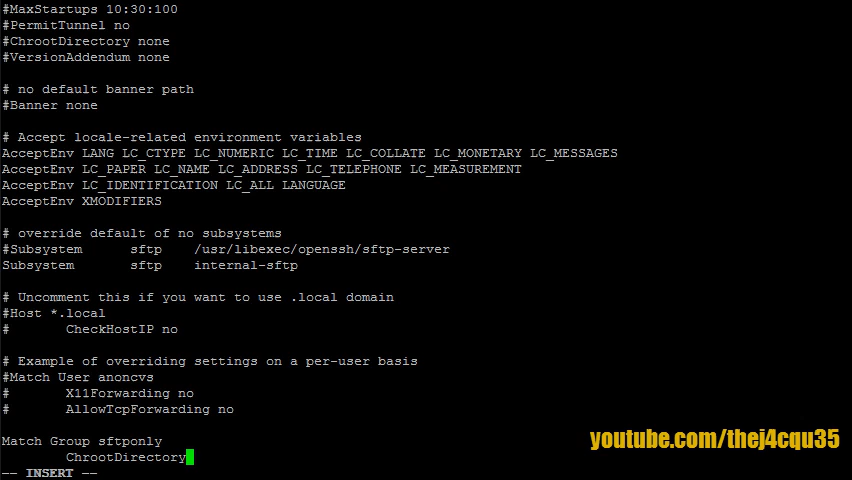 #MaxStartups 10:30:100
#PermitTunnel no
#ChrootDirectory none
#VersionAddendum none
# no default banner path
#Banner none
# Accept locale-related environment variables
AcceptEnv LANG LC_CTYPE LC_NUMERIC LC_TIME LC_COLLATE LC_MONETARY LC_MESSAGES
AcceptEnv LC_PAPER LC_NAME LC_ADDRESS LC_TELEPHONE LC_MEASUREMENT
AcceptEnv LC_IDENTIFICATION LC_ALL LANGUAGE
AcceptEnv XMODIFIERS
# override default of no subsystems
#Subsystem      sftp    /usr/libexec/openssh/sftp-server
Subsystem       sftp    internal-sftp
# Uncomment this if you want to use .local domain
#Host *.local
#       CheckHostIP no
# Example of overriding settings on a per-user basis
#Match User anoncvs
#       X11Forwarding no
#       AllowTcpForwarding no
Match Group sftponly
        ChrootDirectory
-- INSERT --
youtube.com/thej4cqu35